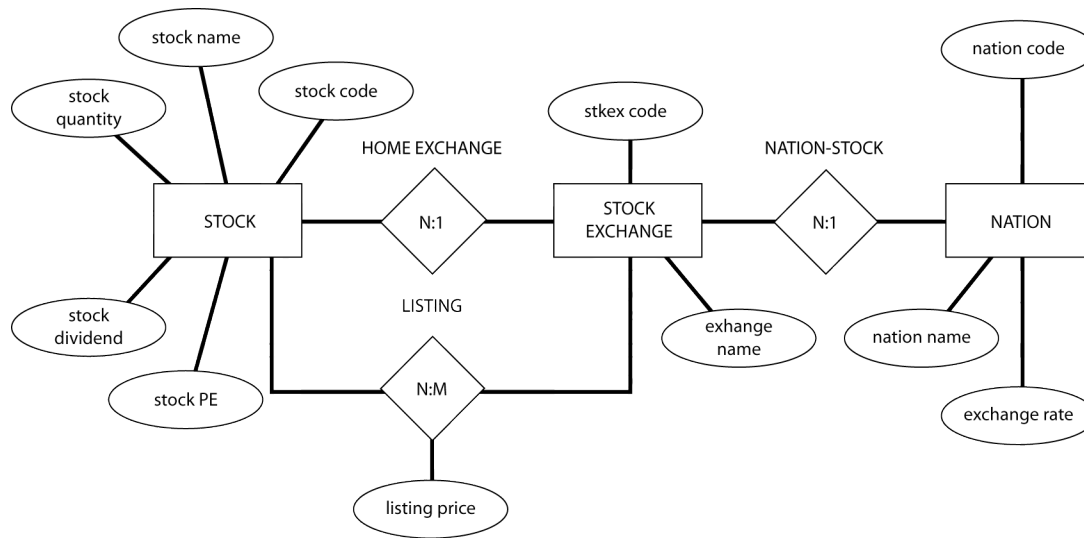 stock name
nation code
stock
quantity
stock code
stkex code
HOME EXCHANGE
NATION-STOCK
STOCK
N:1
STOCK
EXCHANGE
N:1
NATION
LISTING
stock
dividend
exhange
name
nation name
stock PE
N:M
exchange rate
listing price